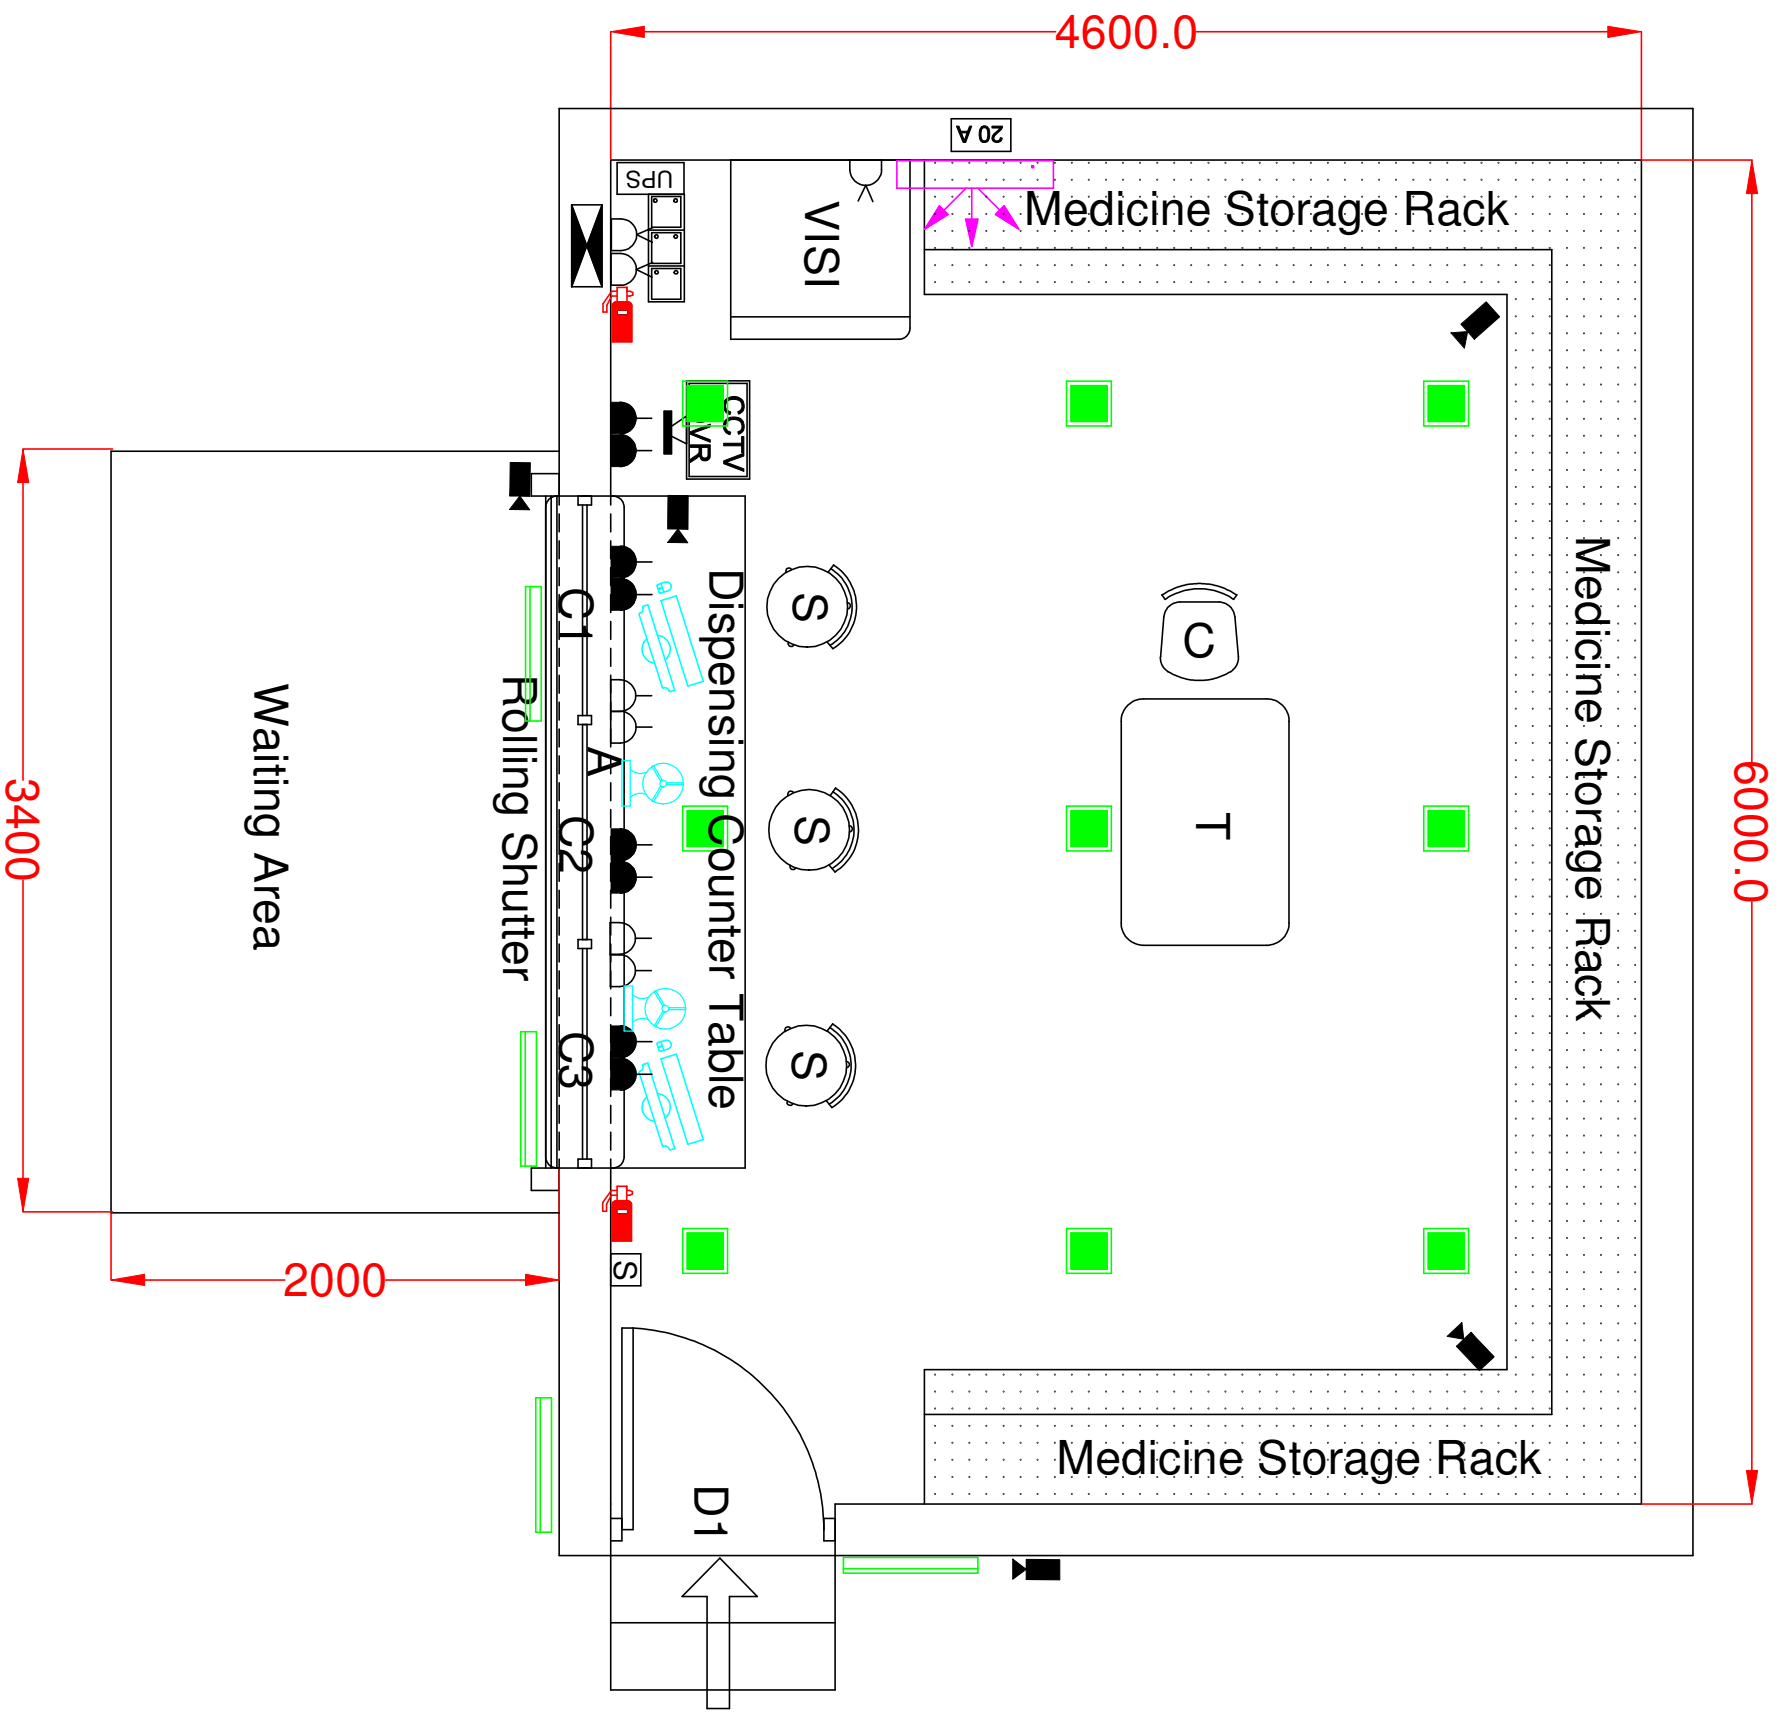 4600.0
20 A
UPS
VISI
Medicine Storage Rack
CCTV
VR
Medicine Storage Rack
6000.0
3400
Waiting Area
Rolling Shutter
C1
A
C2
C3
Dispensing Counter Table
S
S
S
C
T
2000
S
Medicine Storage Rack
D1